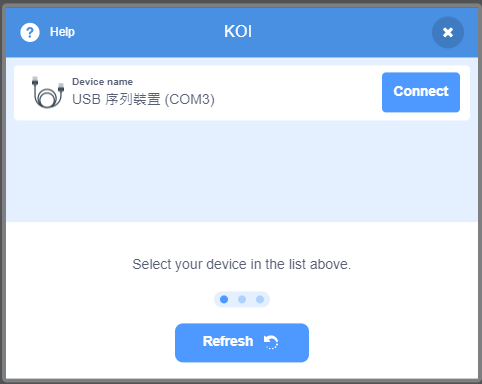 ? Help
KOI
Device name
USB 序列裝置 (COM3)
Connect
Select your device in the list above.
Refresh